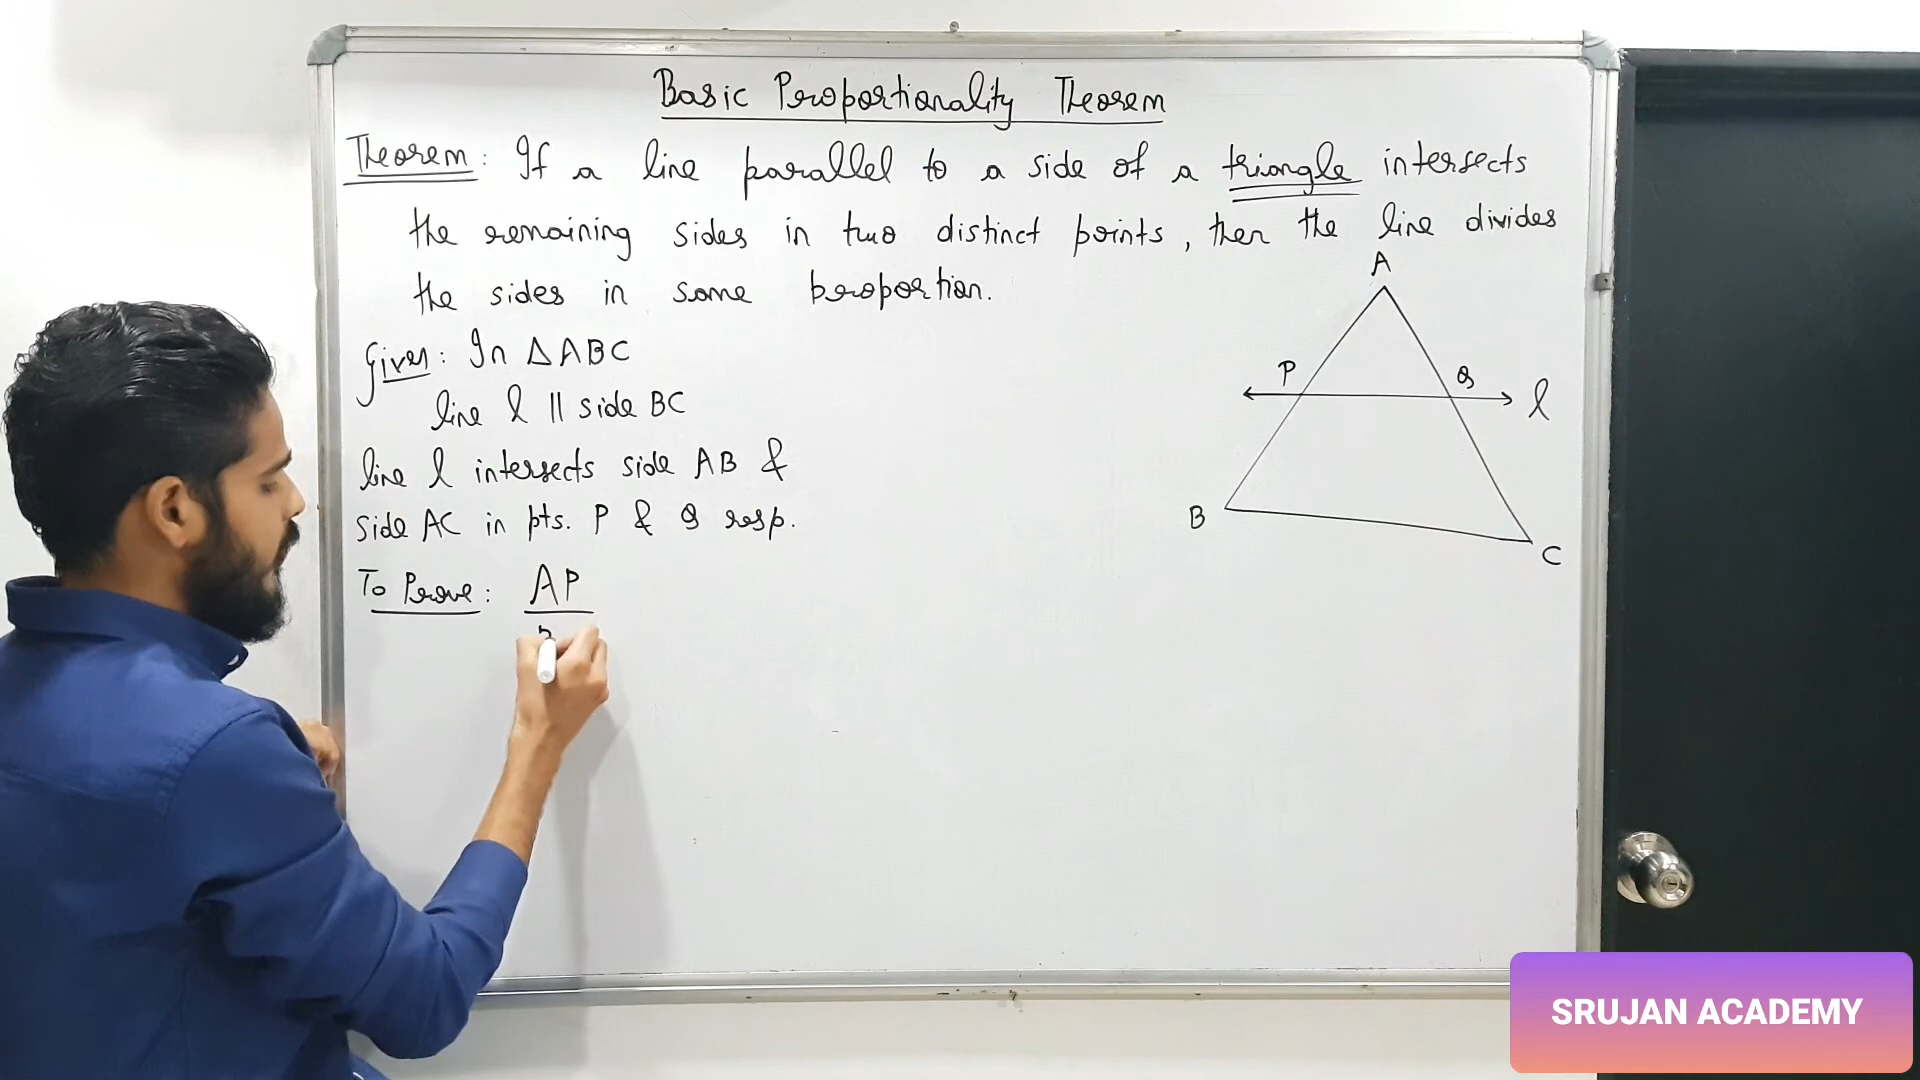 Basic Proportionality Theorem
Theorem: If a line parallel to a side of a triangle intersects
the remaining sides in two distinct points, then the line divides
the sides in same proportion.
Given: In △ABC
line l || side BC
line l intersects side AB &
side AC in pts. P & Q resp.
To Prove: AP
A
P
Q
l
B
C
SRUJAN ACADEMY